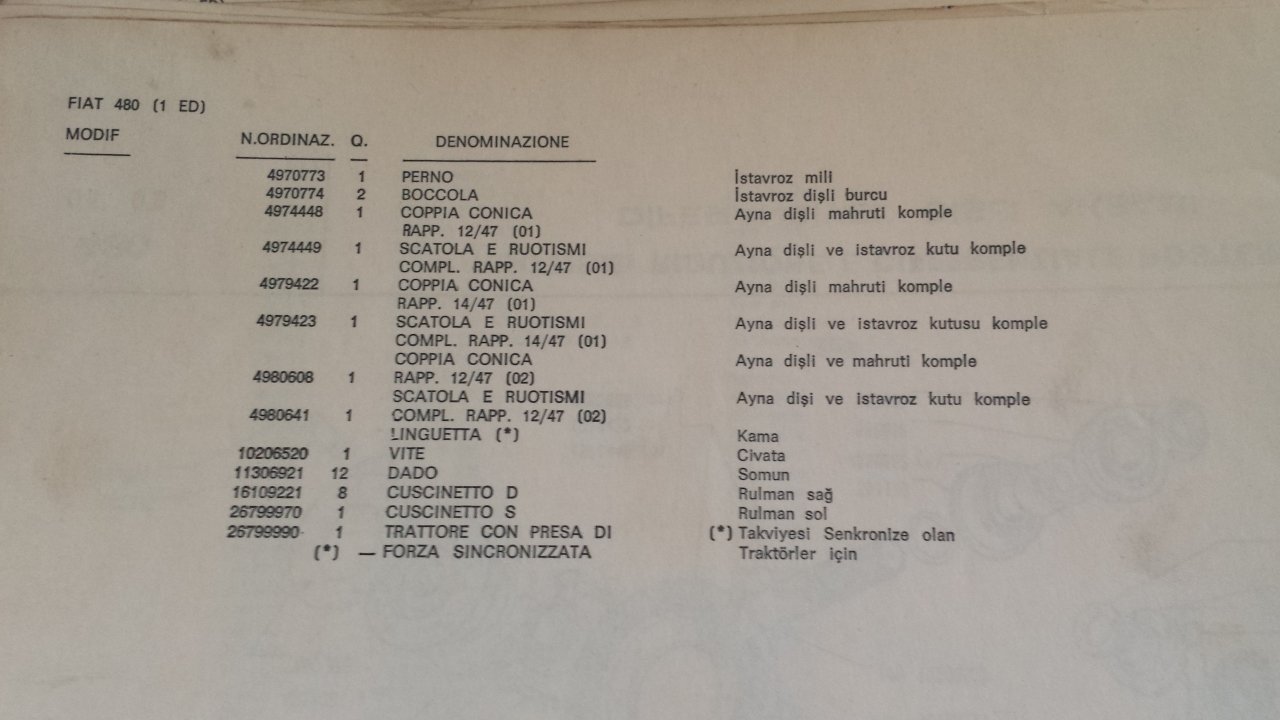 FIAT 480 (1 ED)
MODIF N.ORDINAZ. Q. DENOMINAZIONE
4970773 1 PERNO İstavroz mili
4970774 2 BOCCOLA İstavroz dişli burcu
4974448 1 COPPIA CONICA Ayna dişli mahruti komple
RAPP. 12/47 (01)
4974449 1 SCATOLA E RUOTISMI Ayna dişli ve istavroz kutu komple
COMPL. RAPP. 12/47 (01)
4979422 1 COPPIA CONICA Ayna dişli mahruti komple
RAPP. 14/47 (01)
4979423 1 SCATOLA E RUOTISMI Ayna dişli ve istavroz kutusu komple
COMPL. RAPP. 14/47 (01)
COPPIA CONICA Ayna dişli ve mahruti komple
4980608 1 RAPP. 12/47 (02)
SCATOLA E RUOTISMI Ayna dişi ve istavroz kutu komple
4980641 1 COMPL. RAPP. 12/47 (02)
LINGUETTA (*) Kama
10206520 1 VITE Civata
11306921 12 DADO Somun
16109221 8 CUSCINETTO D Rulman sağ
26799970 1 CUSCINETTO S Rulman sol
26799990 1 TRATTORE CON PRESA DI (*) Takviyesi Senkronize olan
(*) — FORZA SINCRONIZZATA Traktörler için